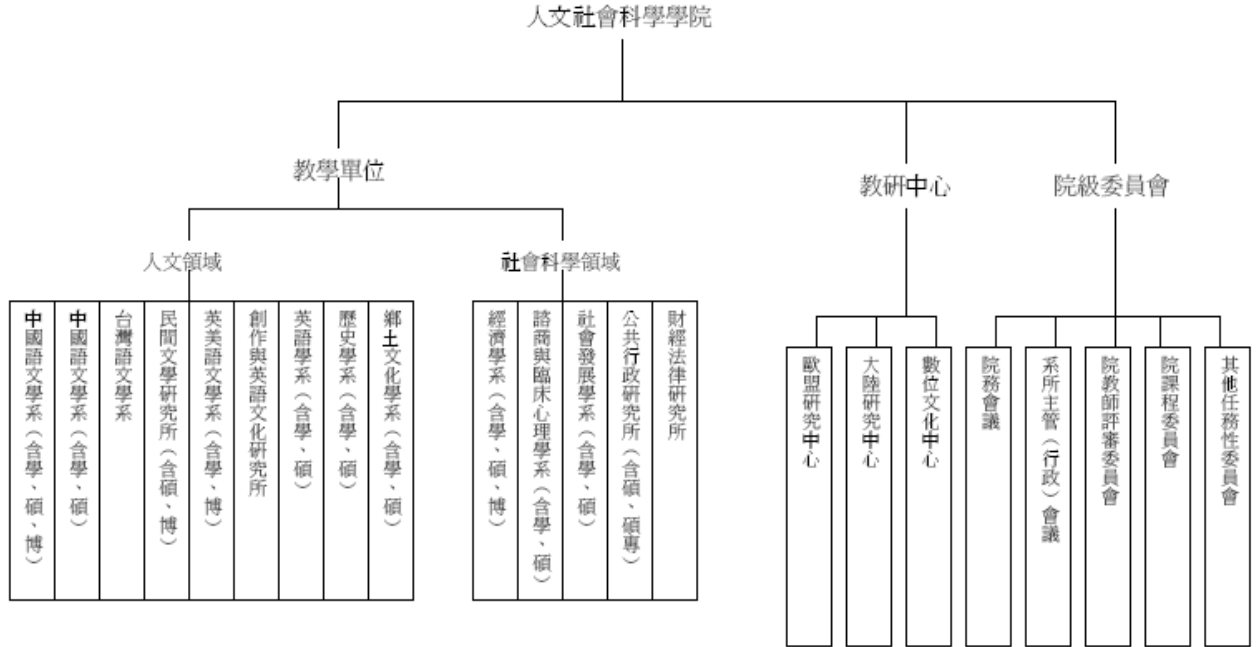 人文社會科學學院
教學單位
教研中心
院級委員會
人文領域
社會科學領域
中國語文學系（含學、碩、博）
中國語文學系（含學、碩）
台灣語文學系
民間文學研究所（含碩、博）
英美語文學系（含學、博）
創作與英語文化研究所
英語學系（含學、碩）
歷史學系（含學、碩）
鄉土文化學系（含學、碩）
經濟學系（含學、碩、博）
諮商與臨床心理學系（含學、碩）
社會發展學系（含學、碩）
公共行政研究所（含碩、碩專）
財經法律研究所
歐盟研究中心
大陸研究中心
數位文化中心
院務會議
系所主管（行政）會議
院教師評審委員會
院課程委員會
其他任務性委員會